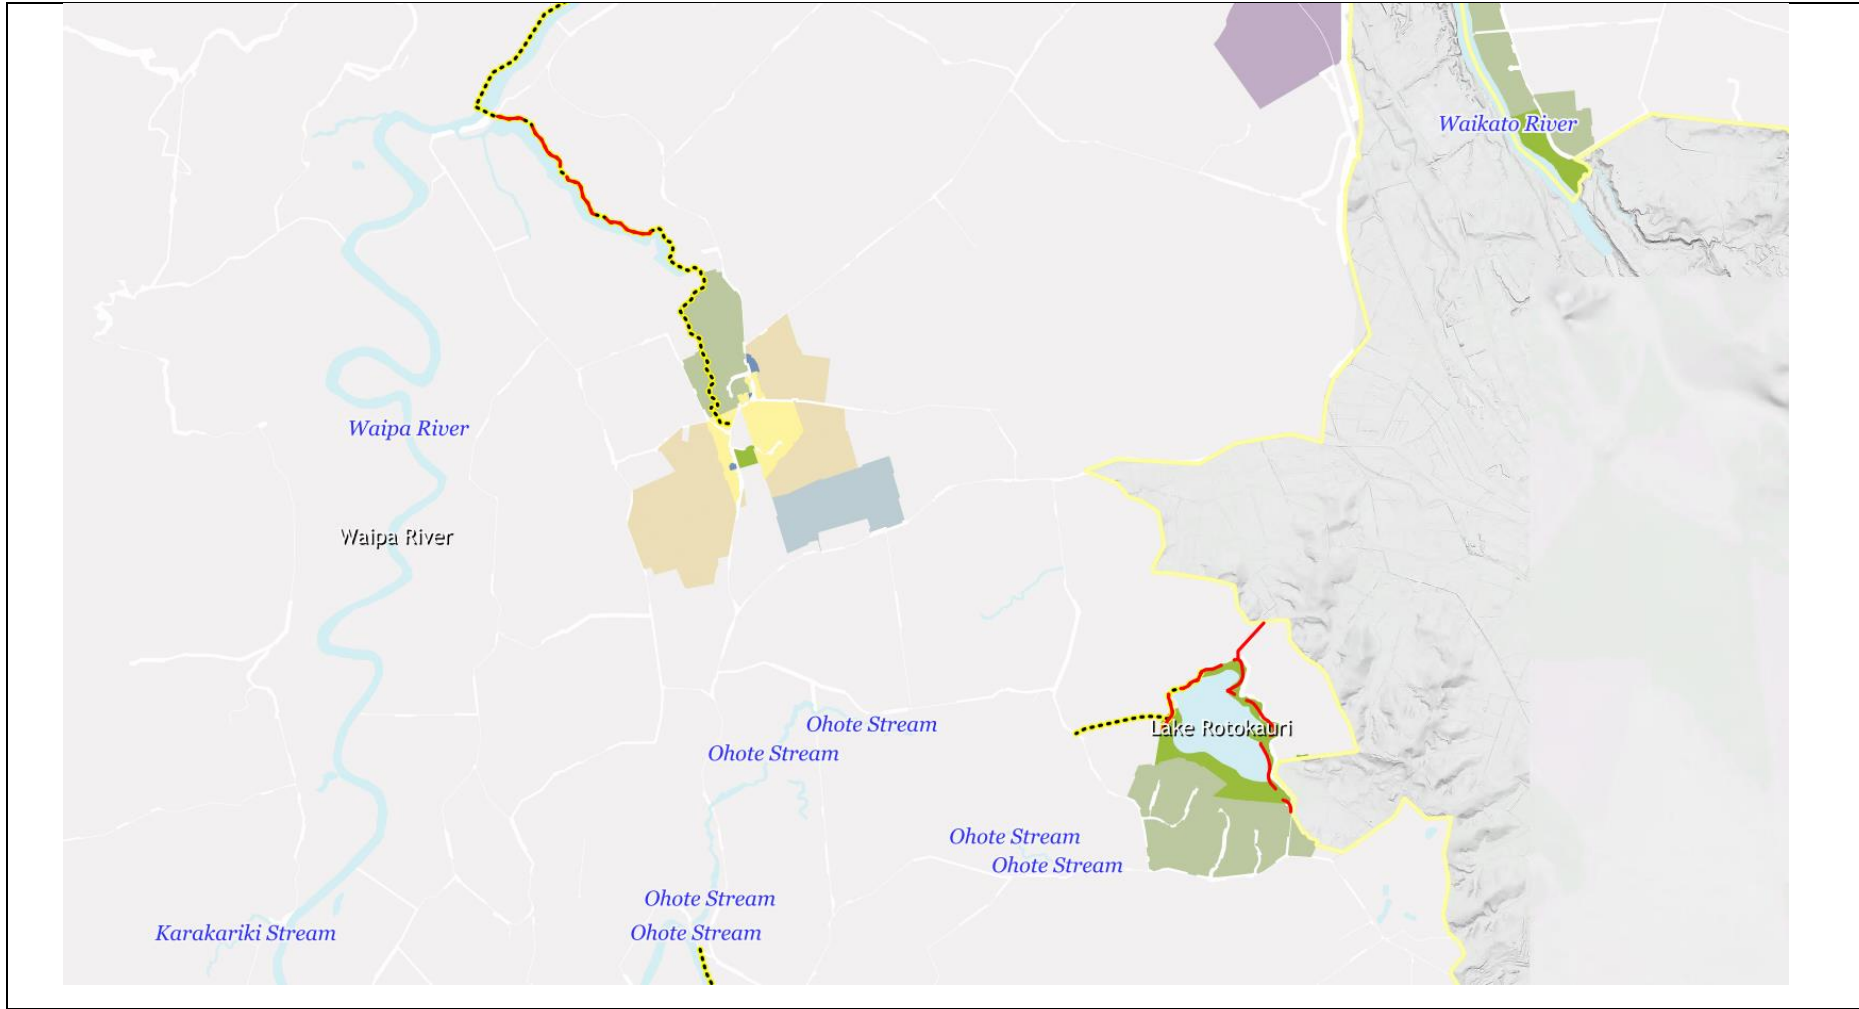 Waikato River
Waipa River
Waipa River
Ohote Stream
Lake Rotokauri
Ohote Stream
Ohote Stream
Ohote Stream
Ohote Stream
Karakariki Stream
Ohote Stream